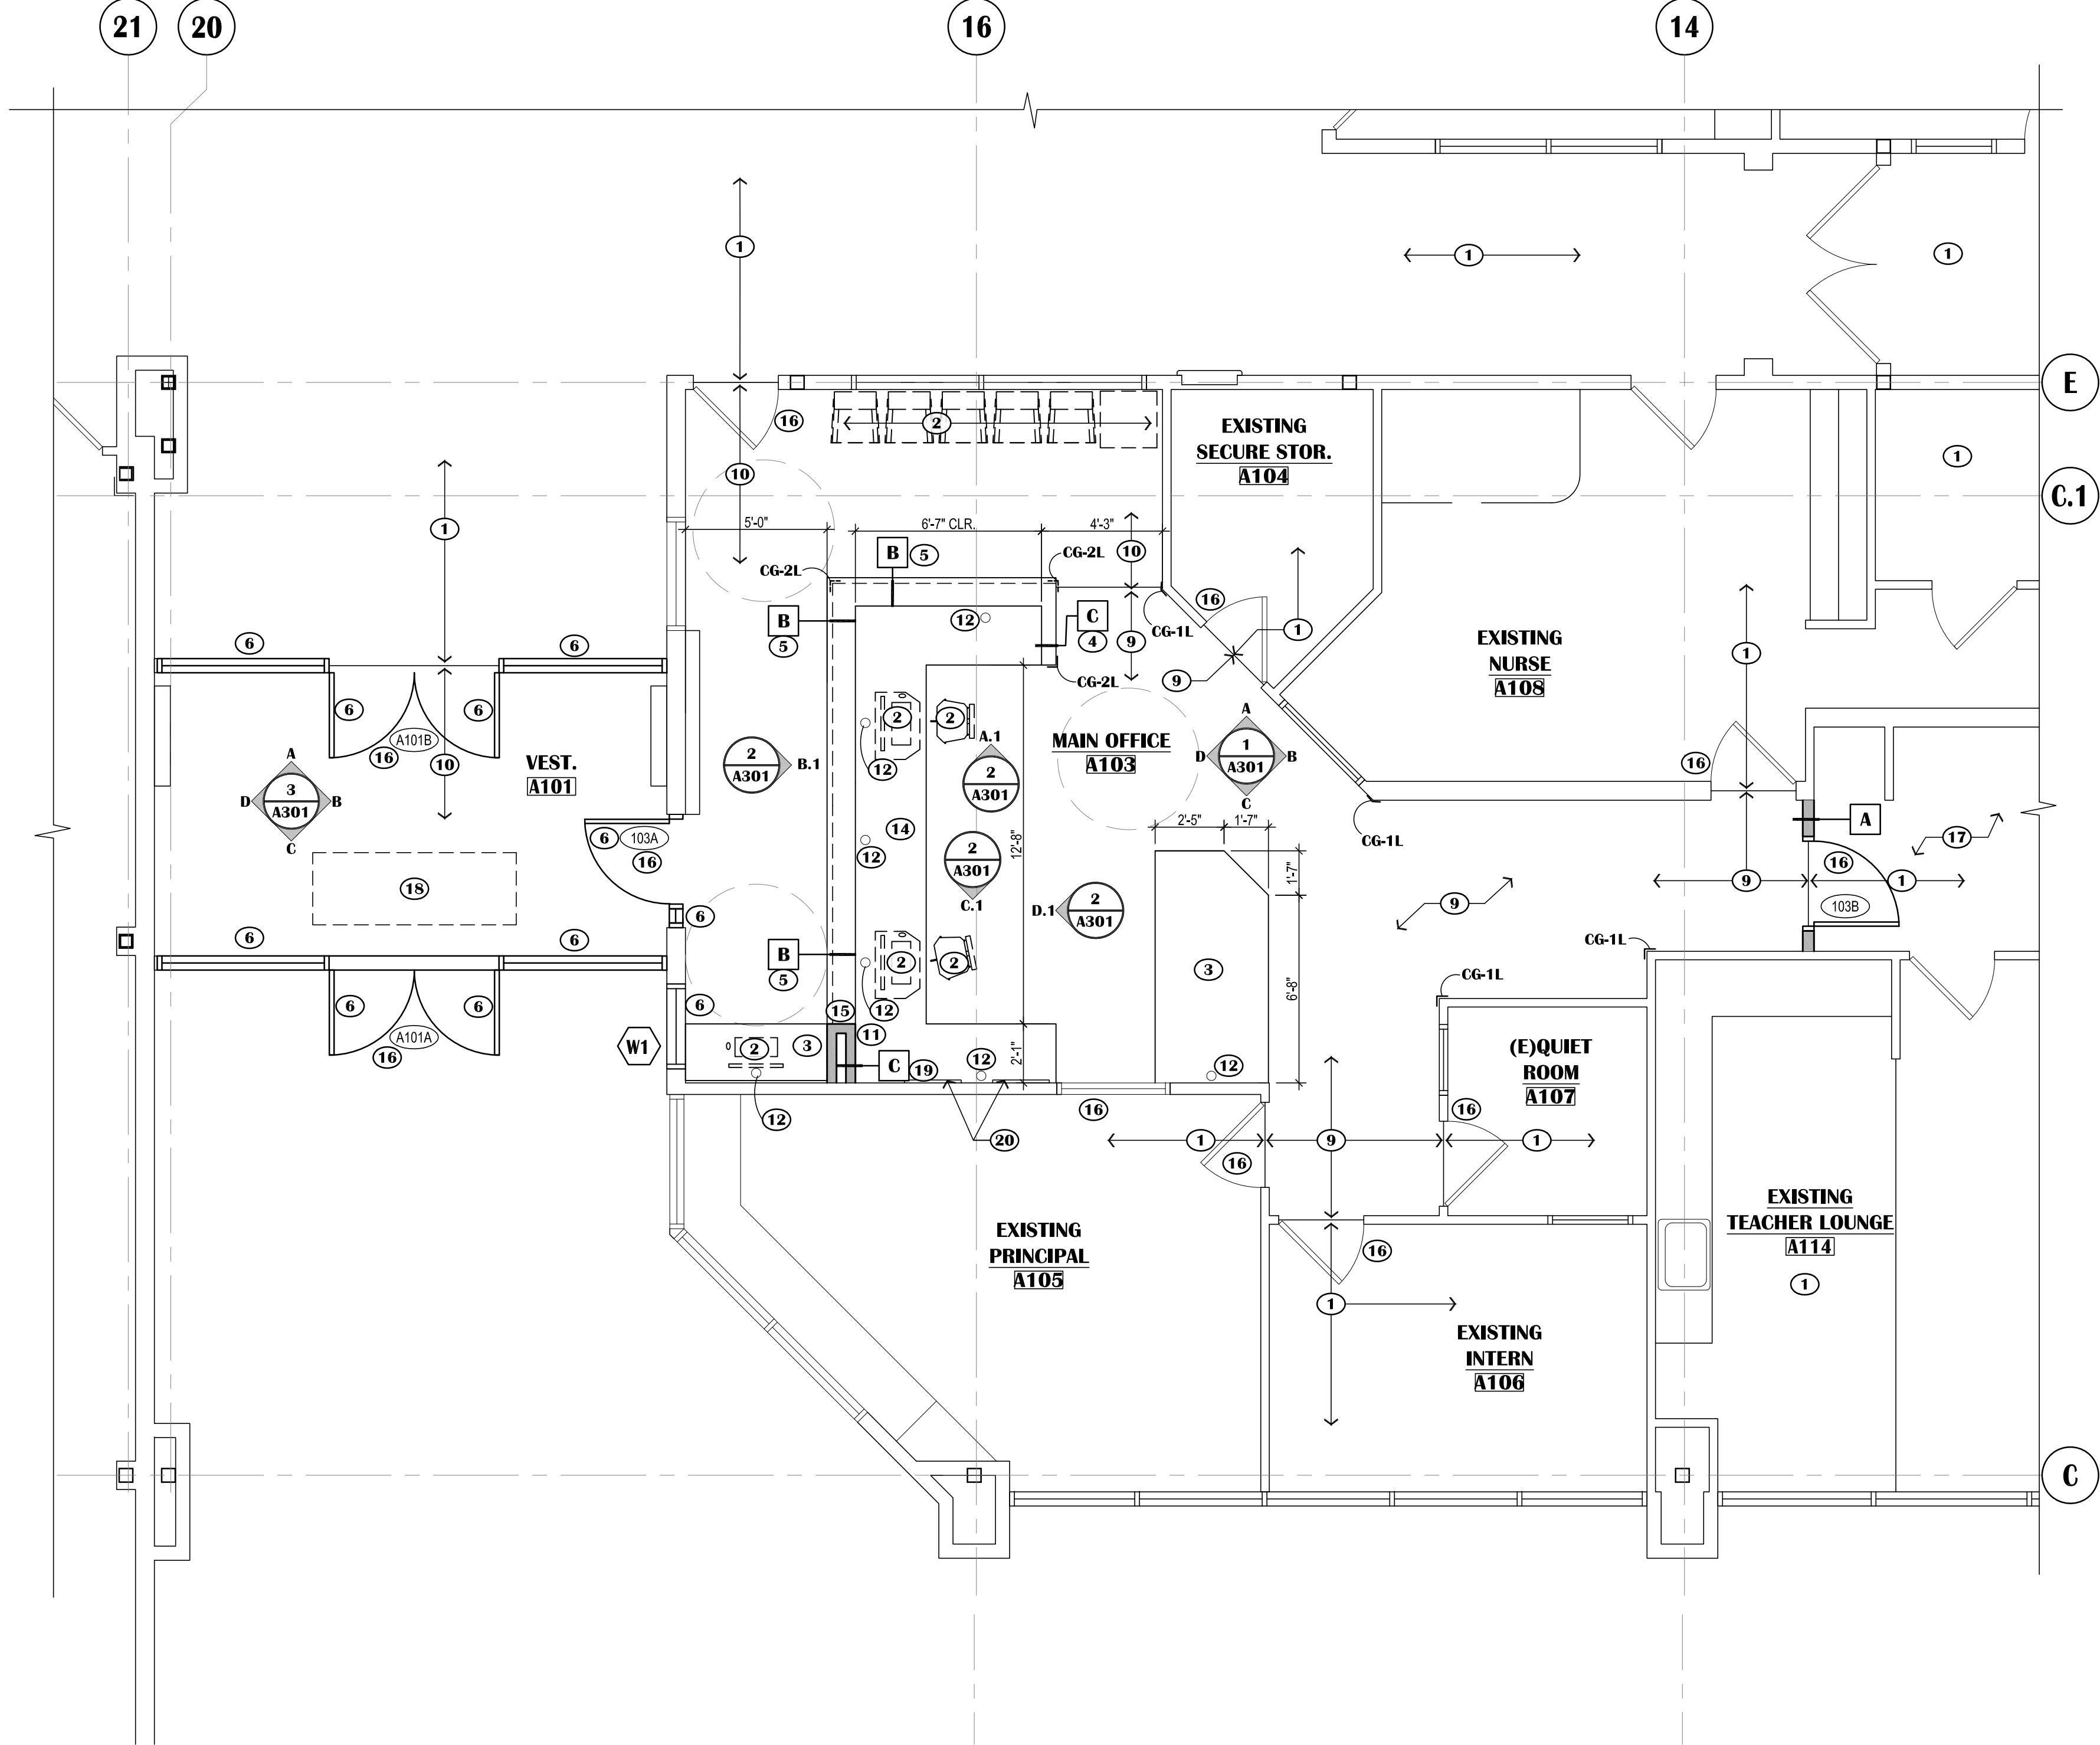 21
20
16
14
1
1
1
E
16
2
EXISTING
SECURE STOR.
A104
1
10
C.1
1
5'-0"
6'-7" CLR.
4'-3"
B
5
CG-2L
10
CG-2L
16
B
5
12
C
4
9
CG-1L
1
EXISTING
NURSE
A108
1
6
6
CG-2L
9
6
6
A101B
16
10
VEST.
A101
2
2
A.1
MAIN OFFICE
A103
A
1
A301
D
B
C
A
3
A301
D
B
C
2
A301
B.1
12
2
A301
16
A
6
103A
16
14
12
12'-8"
2'-5"
1'-7"
CG-1L
17
16
18
2
A301
C.1
1'-7"
9
1
9
103B
6
D.1
2
A301
6
6
B
5
2
2
3
CG-1L
CG-1L
6'-8"
6
6
6
15
12
A101A
16
W1
2
3
11
C
19
12
2'-1"
12
(E)QUIET
ROOM
A107
12
20
16
16
1
9
1
16
EXISTING
PRINCIPAL
A105
16
EXISTING
TEACHER LOUNGE
A114
1
1
EXISTING
INTERN
A106
C